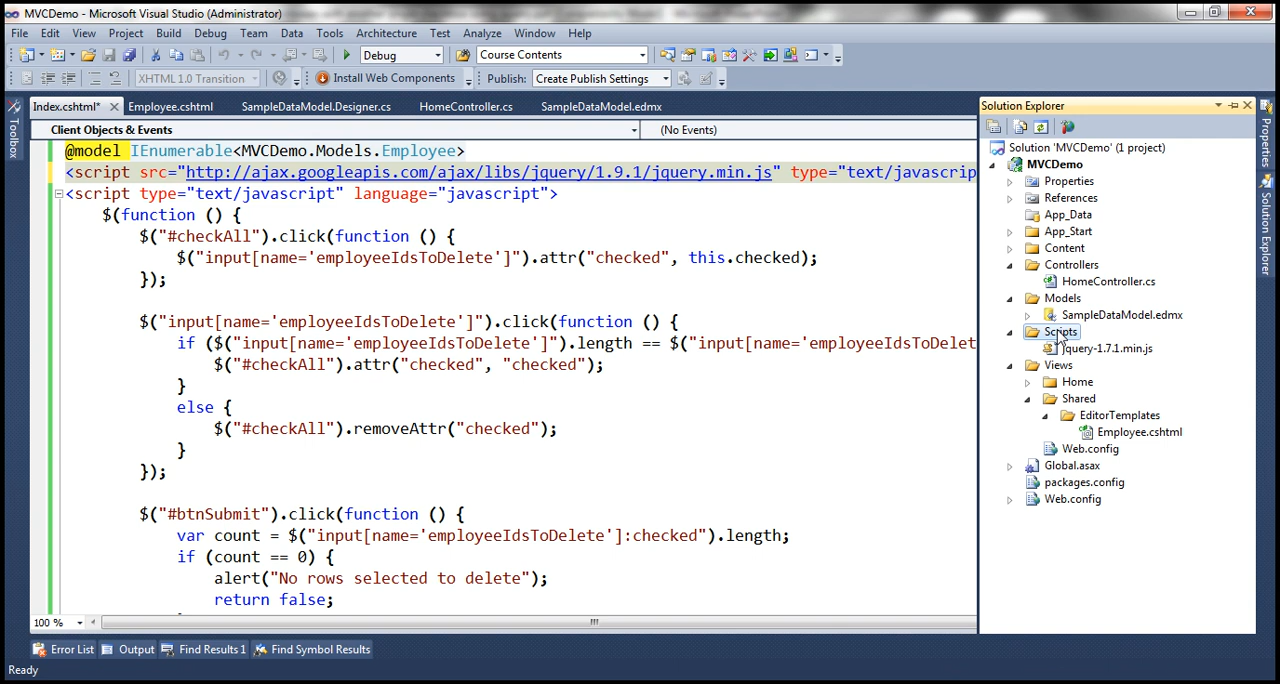 MVCDemo - Microsoft Visual Studio (Administrator)
File Edit View Project Build Debug Team Data Tools Architecture Test Analyze Window Help
Debug Course Contents
XHTML 1.0 Transition Install Web Components Publish: Create Publish Settings
Index.cshtml* Employee.cshtml SampleDataModel.Designer.cs HomeController.cs SampleDataModel.edmx
Client Objects & Events (No Events)
@model IEnumerable<MVCDemo.Models.Employee>
<script src="http://ajax.googleapis.com/ajax/libs/jquery/1.9.1/jquery.min.js" type="text/javascrip
<script type="text/javascript" language="javascript">
$(function () {
$("#checkAll").click(function () {
$("input[name='employeeIdsToDelete']").attr("checked", this.checked);
});
$("input[name='employeeIdsToDelete']").click(function () {
if ($("input[name='employeeIdsToDelete']").length == $("input[name='employeeIdsToDelet
$("#checkAll").attr("checked", "checked");
}
else {
$("#checkAll").removeAttr("checked");
}
});
$("#btnSubmit").click(function () {
var count = $("input[name='employeeIdsToDelete']:checked").length;
if (count == 0) {
alert("No rows selected to delete");
return false;
100 %
Error List Output Find Results 1 Find Symbol Results
Ready
Toolbox
Solution Explorer
Solution 'MVCDemo' (1 project)
MVCDemo
Properties
References
App_Data
App_Start
Content
Controllers
HomeController.cs
Models
SampleDataModel.edmx
Scripts
jquery-1.7.1.min.js
Views
Home
Shared
EditorTemplates
Employee.cshtml
Web.config
Global.asax
packages.config
Web.config
Properties
Solution Explorer